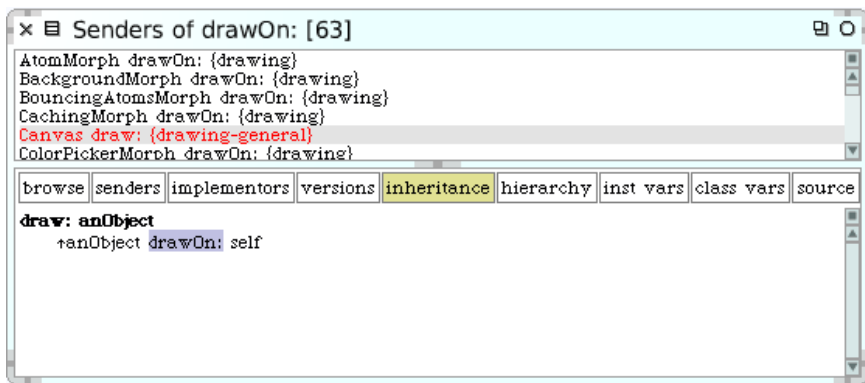 Senders of drawOn: [63]
AtomMorph drawOn: {drawing}
BackgroundMorph drawOn: {drawing}
BouncingAtomsMorph drawOn: {drawing}
CachingMorph drawOn: {drawing}
Canvas draw: {drawing-general}
ColorPickerMorph drawOn: {drawing}
browse senders implementors versions inheritance hierarchy inst vars class vars source
draw: anObject
↑anObject drawOn: self